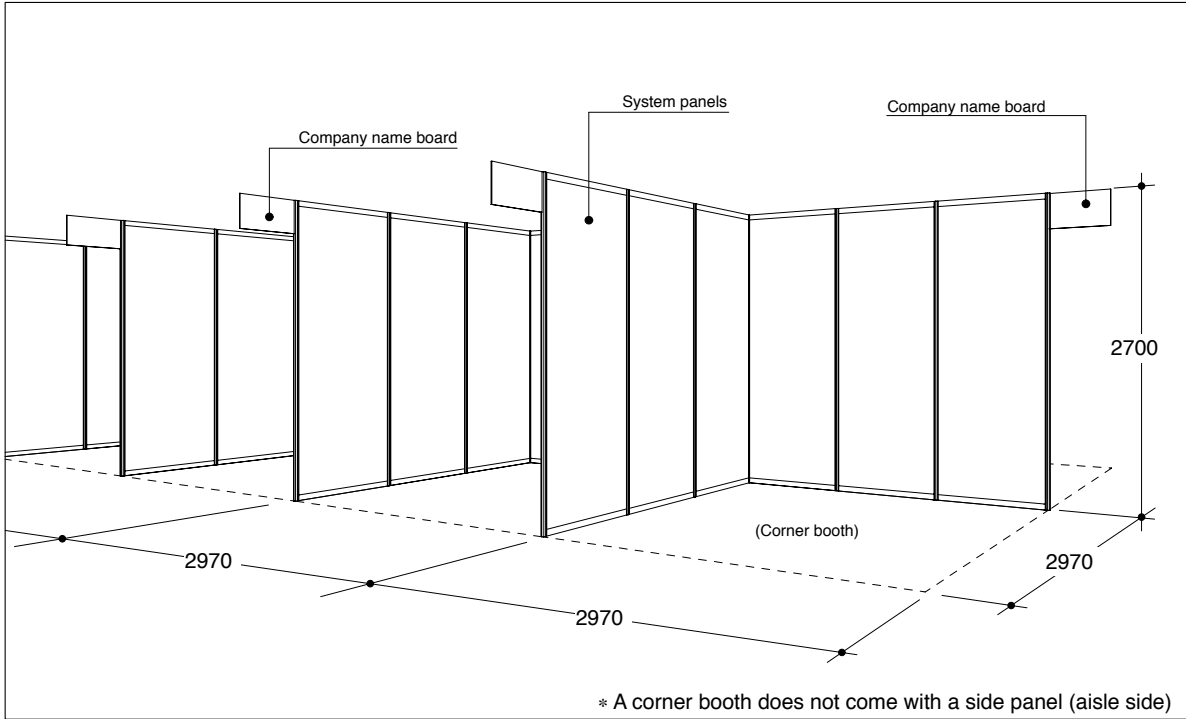 System panels
Company name board
Company name board
2700
(Corner booth)
2970
2970
2970
* A corner booth does not come with a side panel (aisle side)